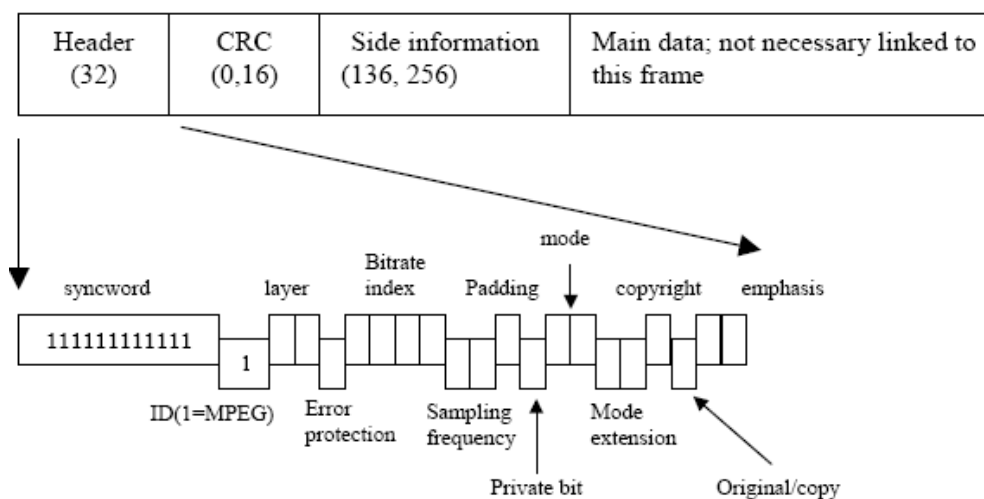 Header
(32)
CRC
(0,16)
Side information
(136, 256)
Main data; not necessary linked to
this frame
mode
syncword
layer
Bitrate
index
Padding
copyright
emphasis
111111111111
1
ID(1=MPEG)
Error
protection
Sampling
frequency
Mode
extension
Private bit
Original/copy